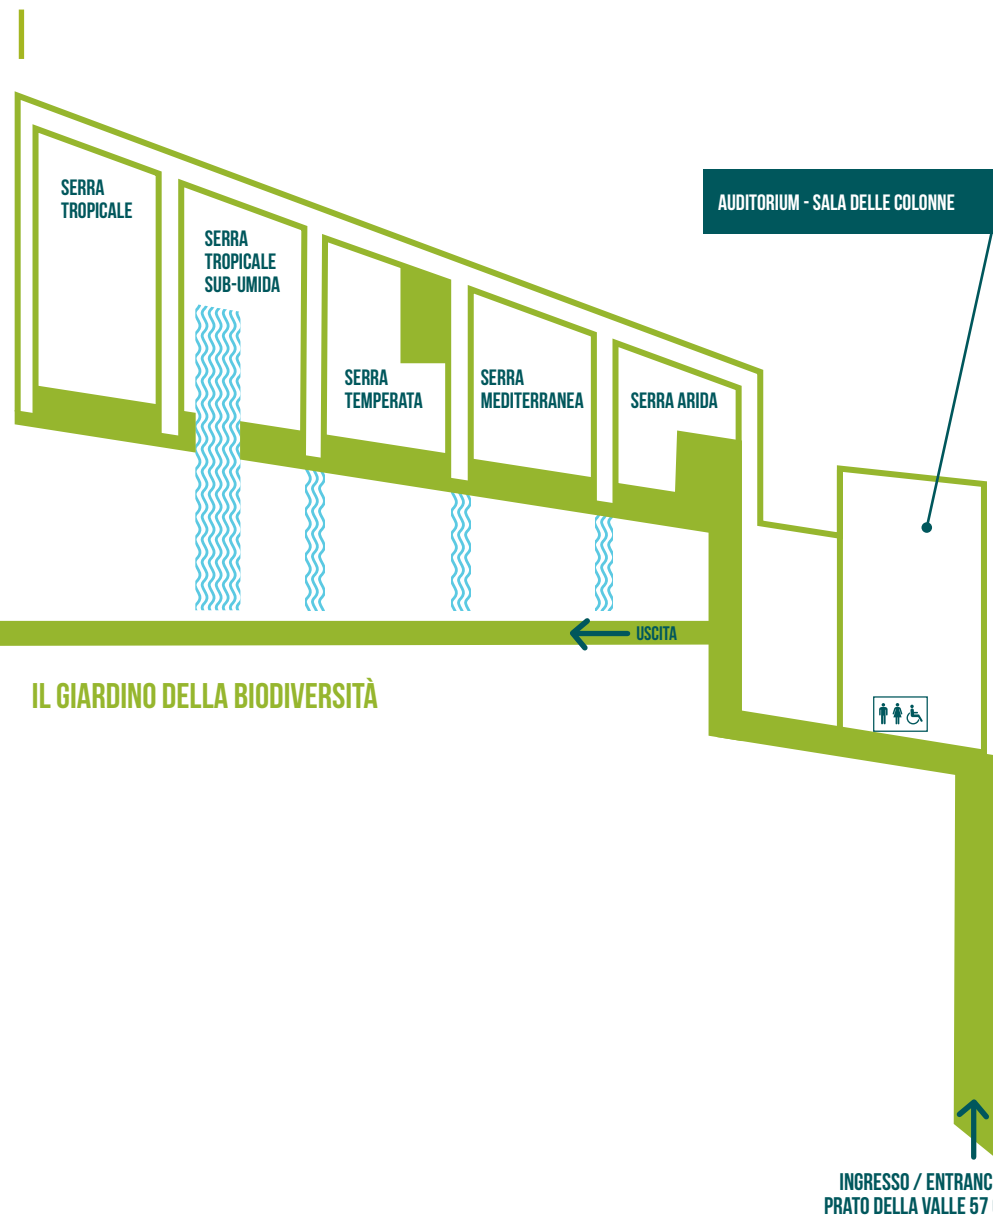 SERRA
TROPICALE
SERRA
TROPICALE
SUB-UMIDA
AUDITORIUM - SALA DELLE COLONNE
SERRA
TEMPERATA
SERRA
MEDITERRANEA
SERRA ARIDA
USCITA
IL GIARDINO DELLA BIODIVERSITÀ
INGRESSO / ENTRANC
PRATO DELLA VALLE 57